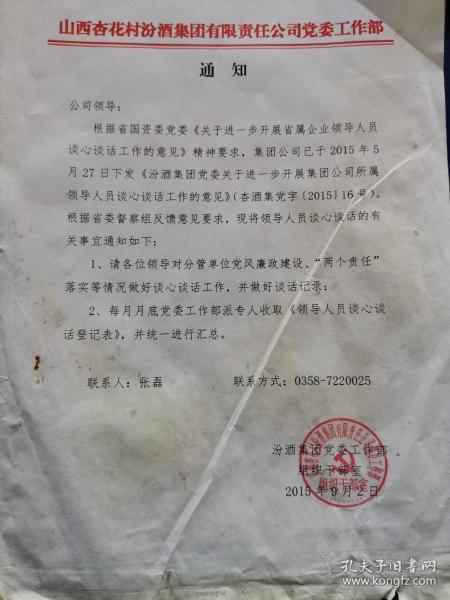 山西杏花村汾酒集团有限责任公司党委工作部
通 知
公司领导：
根据省国资委党委《关于进一步开展省属企业领导人员
谈心谈话工作的意见》精神要求，集团公司已于 2015 年 5
月 27 日下发《汾酒集团党委关于进一步开展集团公司所属
领导人员谈心谈话工作的意见》（杏酒集党字〔2015〕16 号）。
根据省委督察组反馈意见要求，现将领导人员谈心谈话的有
关事宜通知如下：
1、请各位领导对分管单位党风廉政建设、“两个责任”
落实等情况做好谈心谈话工作，并做好谈话记录；
2、每月月底党委工作部派专人收取《领导人员谈心谈
话登记表》，并统一进行汇总。
联系人：张磊 联系方式：0358-7220025
汾酒集团党委工作部
组织干部室
2015 年 9 月 2 日
组织干部室
孔夫子旧书网
www.kongfz.com